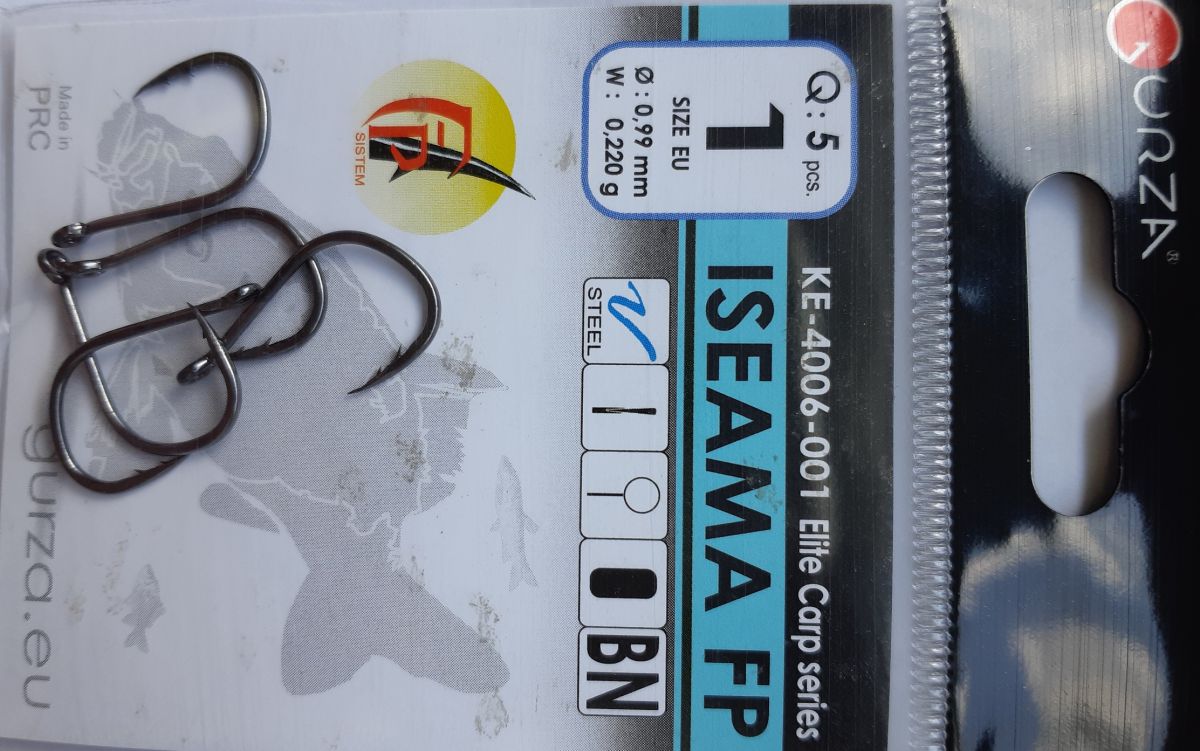 GURZA®
Q: 5 pcs.
1
SIZE EU
Ø: 0,99 mm
W: 0,220 g
KE-4006-001 Elite Carp series
ISEAMA FP
STEEL
BN
SISTEM
Made in
PRC
gurza.eu